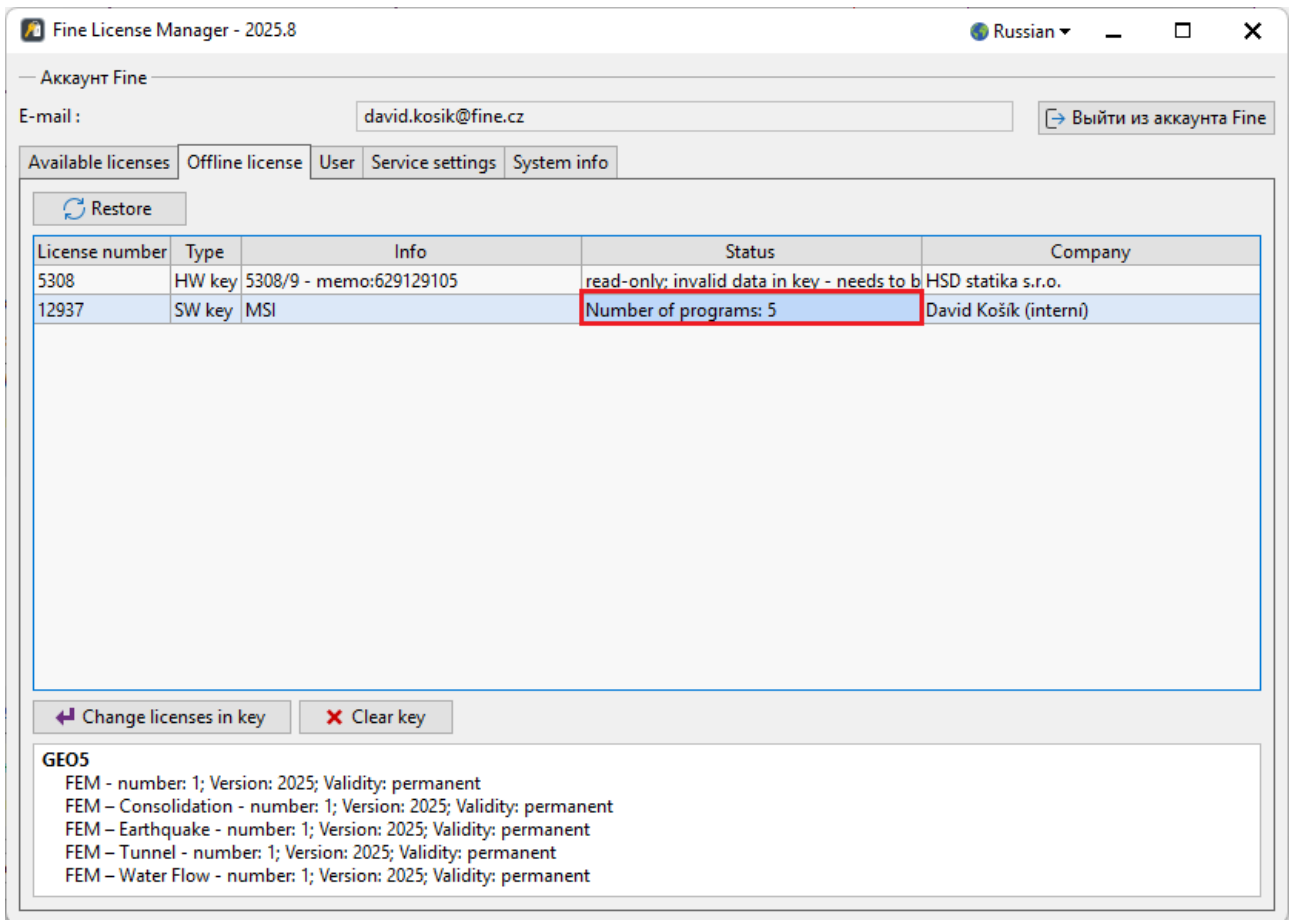 Fine License Manager - 2025.8 Russian
Аккаунт Fine
E-mail : david.kosik@fine.cz Выйти из аккаунта Fine
Available licenses Offline license User Service settings System info
Restore
License number Type Info Status Company
5308 HW key 5308/9 - memo:629129105 read-only; invalid data in key - needs to b HSD statika s.r.o.
12937 SW key MSI Number of programs: 5 David Košík (interní)
Change licenses in key Clear key
GEO5
FEM - number: 1; Version: 2025; Validity: permanent
FEM – Consolidation - number: 1; Version: 2025; Validity: permanent
FEM – Earthquake - number: 1; Version: 2025; Validity: permanent
FEM – Tunnel - number: 1; Version: 2025; Validity: permanent
FEM – Water Flow - number: 1; Version: 2025; Validity: permanent